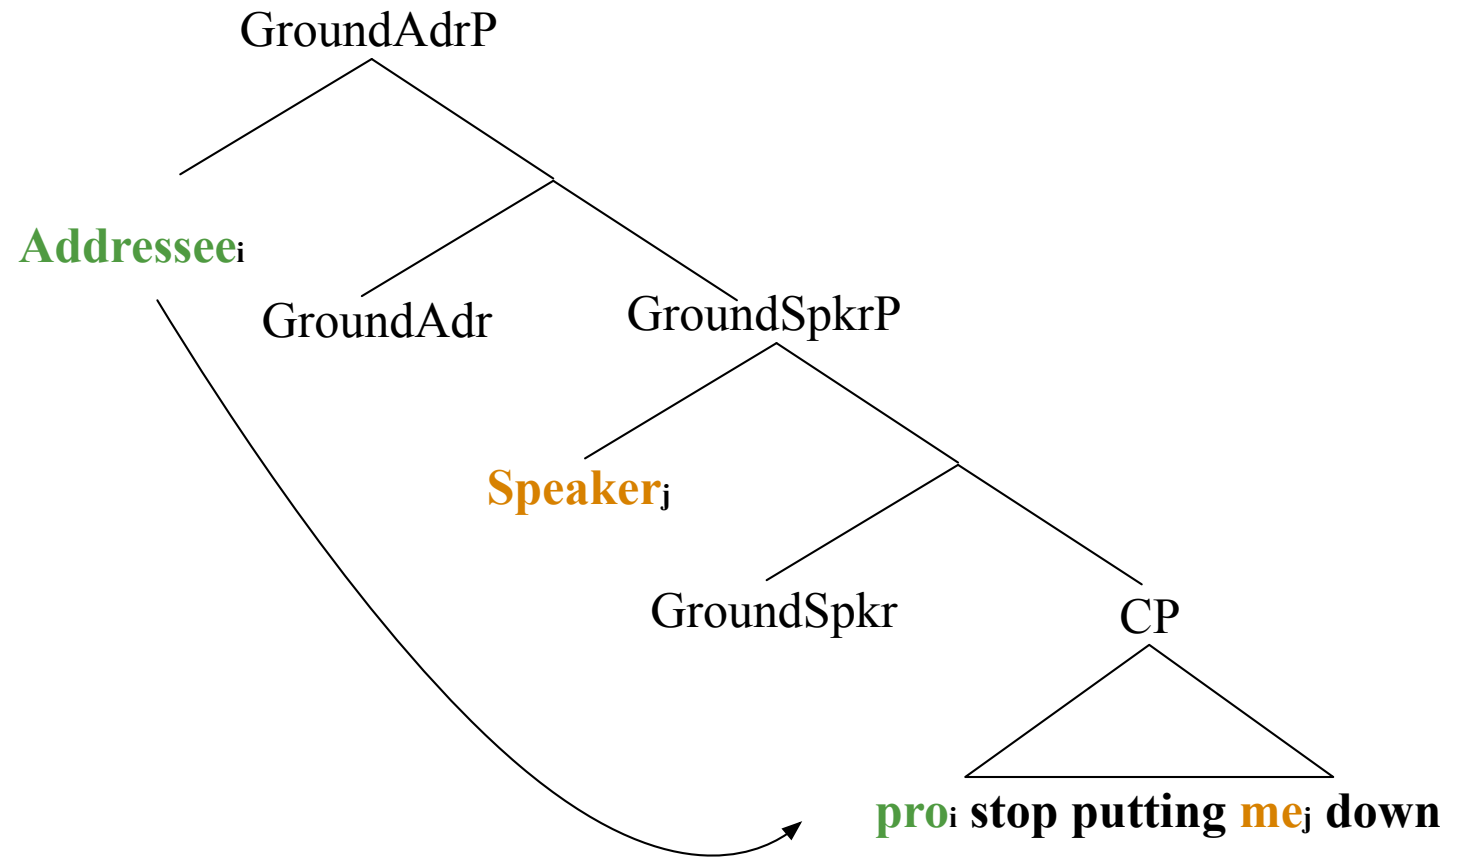 GroundAdrP
Addresseeᵢ
GroundAdr
GroundSpkrP
Speakerⱼ
GroundSpkr
CP
proᵢ stop putting meⱼ down